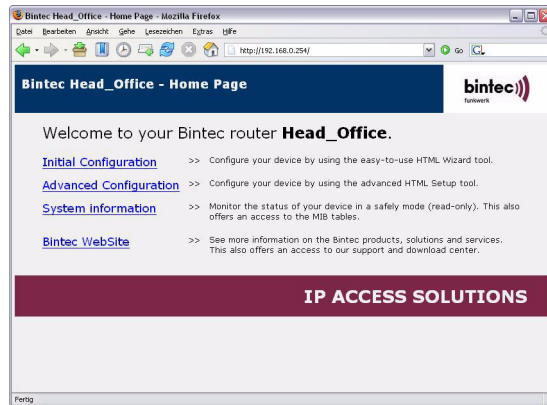 Bintec Head_Office - Home Page - Mozilla Firefox
Datei Bearbeiten Ansicht Gehe Lesezeichen Extras Hilfe
http://192.168.0.254/ Go G
Bintec Head_Office - Home Page
bintec
funkwerk
Welcome to your Bintec router Head_Office.
Initial Configuration >> Configure your device by using the easy-to-use HTML Wizard tool.
Advanced Configuration >> Configure your device by using the advanced HTML Setup tool.
System information >> Monitor the status of your device in a safely mode (read-only). This also
offers an access to the MIB tables.
Bintec WebSite >> See more information on the Bintec products, solutions and services.
This also offers an access to our support and download center.
IP ACCESS SOLUTIONS
Fertig